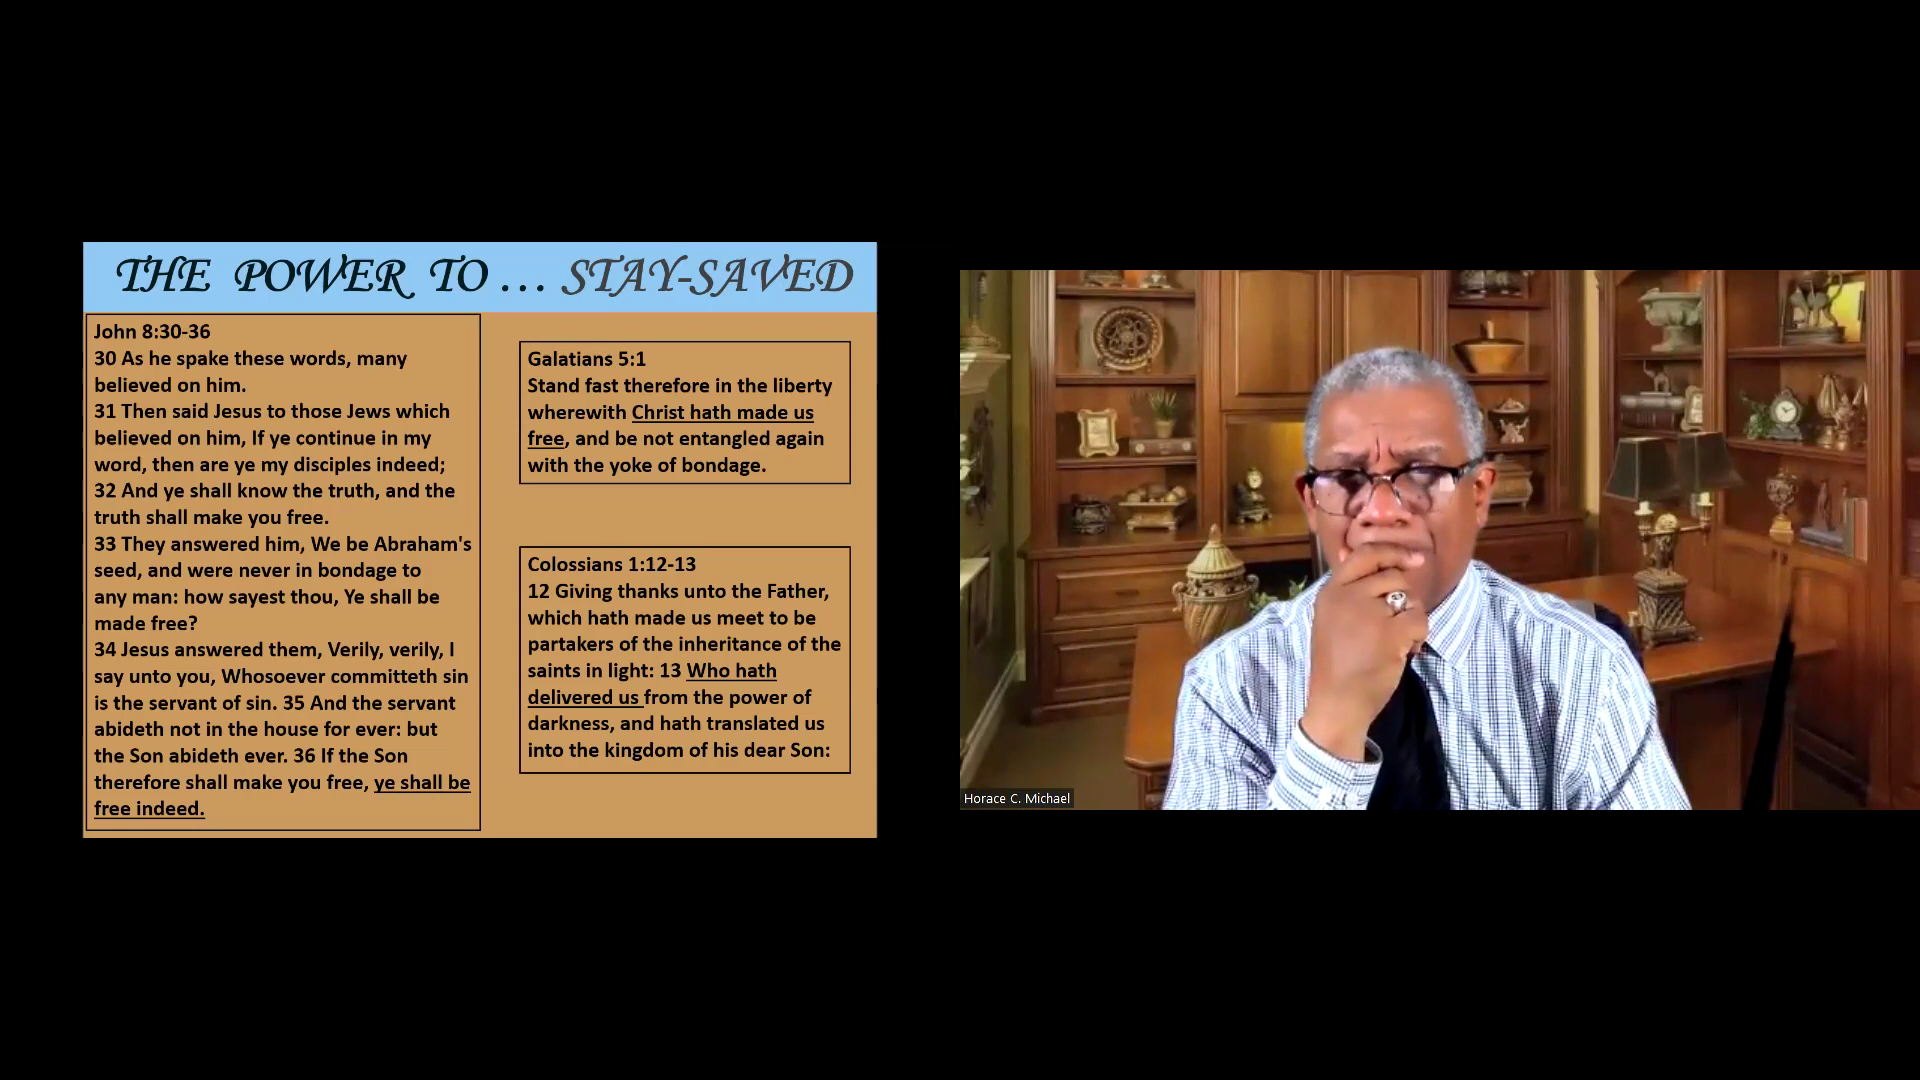 THE POWER TO ... STAY-SAVED
John 8:30-36
30 As he spake these words, many
believed on him.
31 Then said Jesus to those Jews which
believed on him, If ye continue in my
word, then are ye my disciples indeed;
32 And ye shall know the truth, and the
truth shall make you free.
33 They answered him, We be Abraham's
seed, and were never in bondage to
any man: how sayest thou, Ye shall be
made free?
34 Jesus answered them, Verily, verily, I
say unto you, Whosoever committeth sin
is the servant of sin. 35 And the servant
abideth not in the house for ever: but
the Son abideth ever. 36 If the Son
therefore shall make you free, ye shall be
free indeed.
Galatians 5:1
Stand fast therefore in the liberty
wherewith Christ hath made us
free, and be not entangled again
with the yoke of bondage.
Colossians 1:12-13
12 Giving thanks unto the Father,
which hath made us meet to be
partakers of the inheritance of the
saints in light: 13 Who hath
delivered us from the power of
darkness, and hath translated us
into the kingdom of his dear Son:
Horace C. Michael